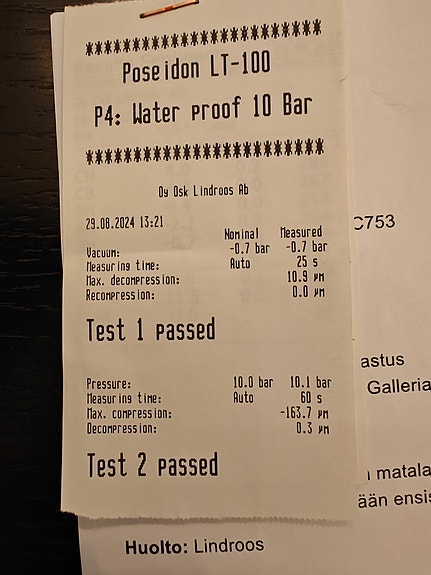 ********************************
Poseidon LT-100
P4: Water proof 10 Bar
********************************
Oy Osk Lindroos Ab
29.08.2024 13:21
Nominal Measured
Vacuum: -0.7 bar -0.7 bar
Measuring time: Auto 25 s
Max. decompression: 10.9 µm
Recompression: 0.0 µm
Test 1 passed
Pressure: 10.0 bar 10.1 bar
Measuring time: Auto 60 s
Max. compression: -163.7 µm
Decompression: 0.3 µm
Test 2 passed
C753
astus
Galleria
matala
ään ensis
Huolto: Lindroos